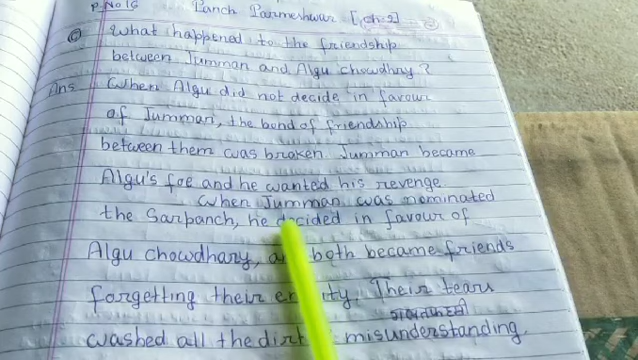 P.No 16 Panch Parmeshwar [Ch-2]
(c) What happened to the friendship
between Jumman and Algu chowdhry?
Ans When Algu did not decide in favour
of Jumman, the bond of friendship
between them was broken. Jumman became
Algu's foe and he wanted his revenge.
When Jumman was nominated
the Sarpanch, he decided in favour of
Algu chowdhary, both became friends
forgetting their Their tears
washed all the dirt misunderstanding.